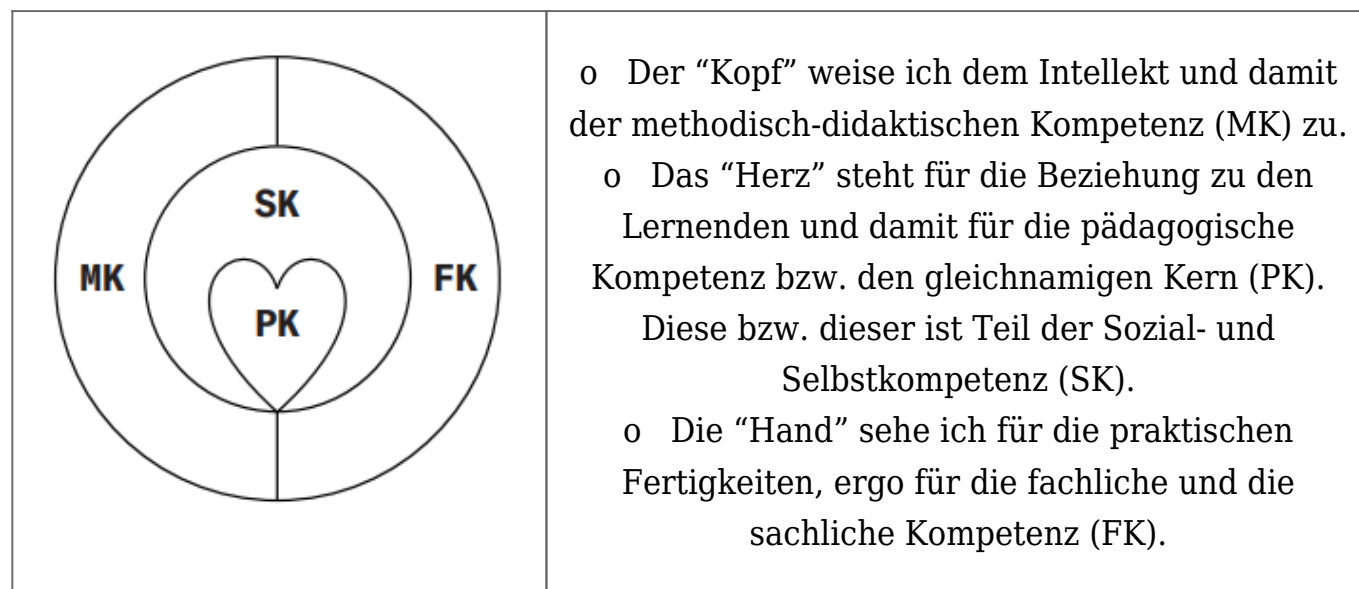 SK
MK
FK
PK
o Der “Kopf” weise ich dem Intellekt und damit
der methodisch-didaktischen Kompetenz (MK) zu.
o Das “Herz” steht für die Beziehung zu den
Lernenden und damit für die pädagogische
Kompetenz bzw. den gleichnamigen Kern (PK).
Diese bzw. dieser ist Teil der Sozial- und
Selbstkompetenz (SK).
o Die “Hand” sehe ich für die praktischen
Fertigkeiten, ergo für die fachliche und die
sachliche Kompetenz (FK).